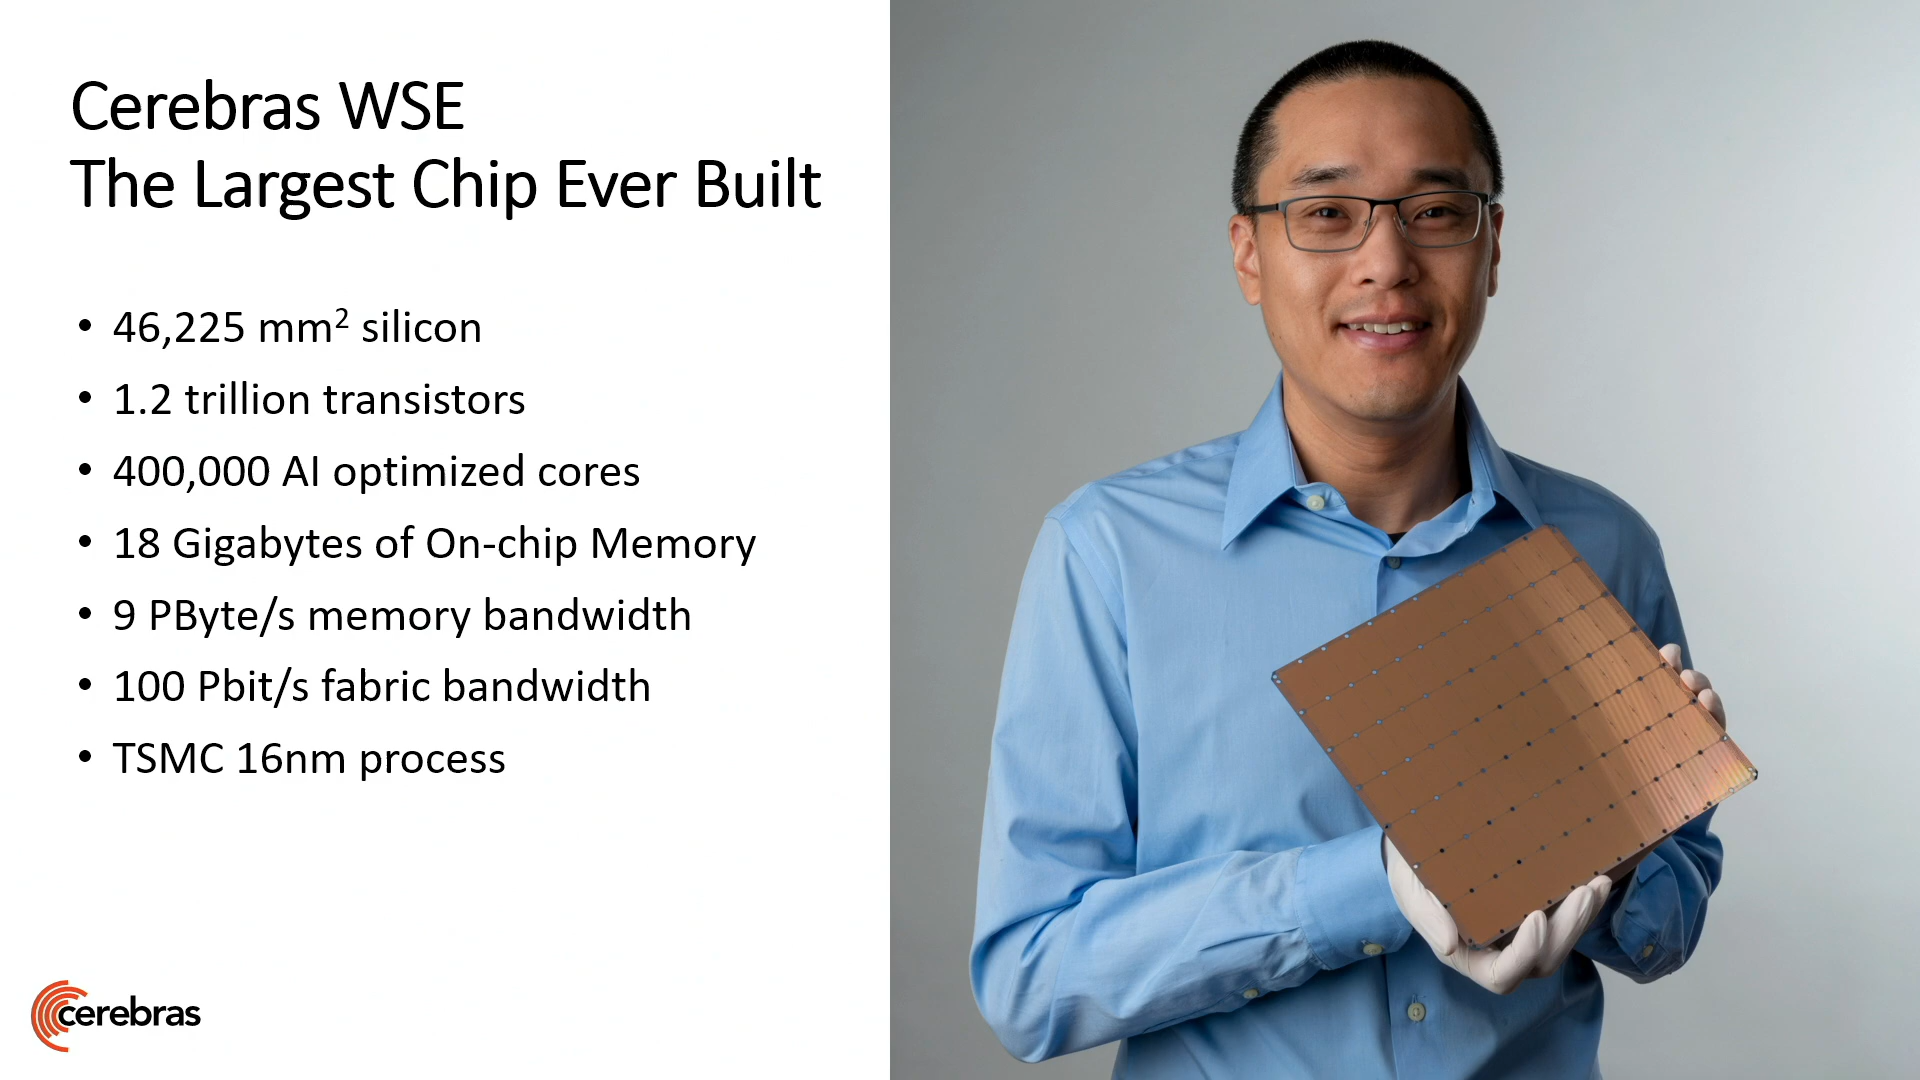 Cerebras WSE
The Largest Chip Ever Built
• 46,225 mm² silicon
• 1.2 trillion transistors
• 400,000 AI optimized cores
• 18 Gigabytes of On-chip Memory
• 9 PByte/s memory bandwidth
• 100 Pbit/s fabric bandwidth
• TSMC 16nm process
cerebras